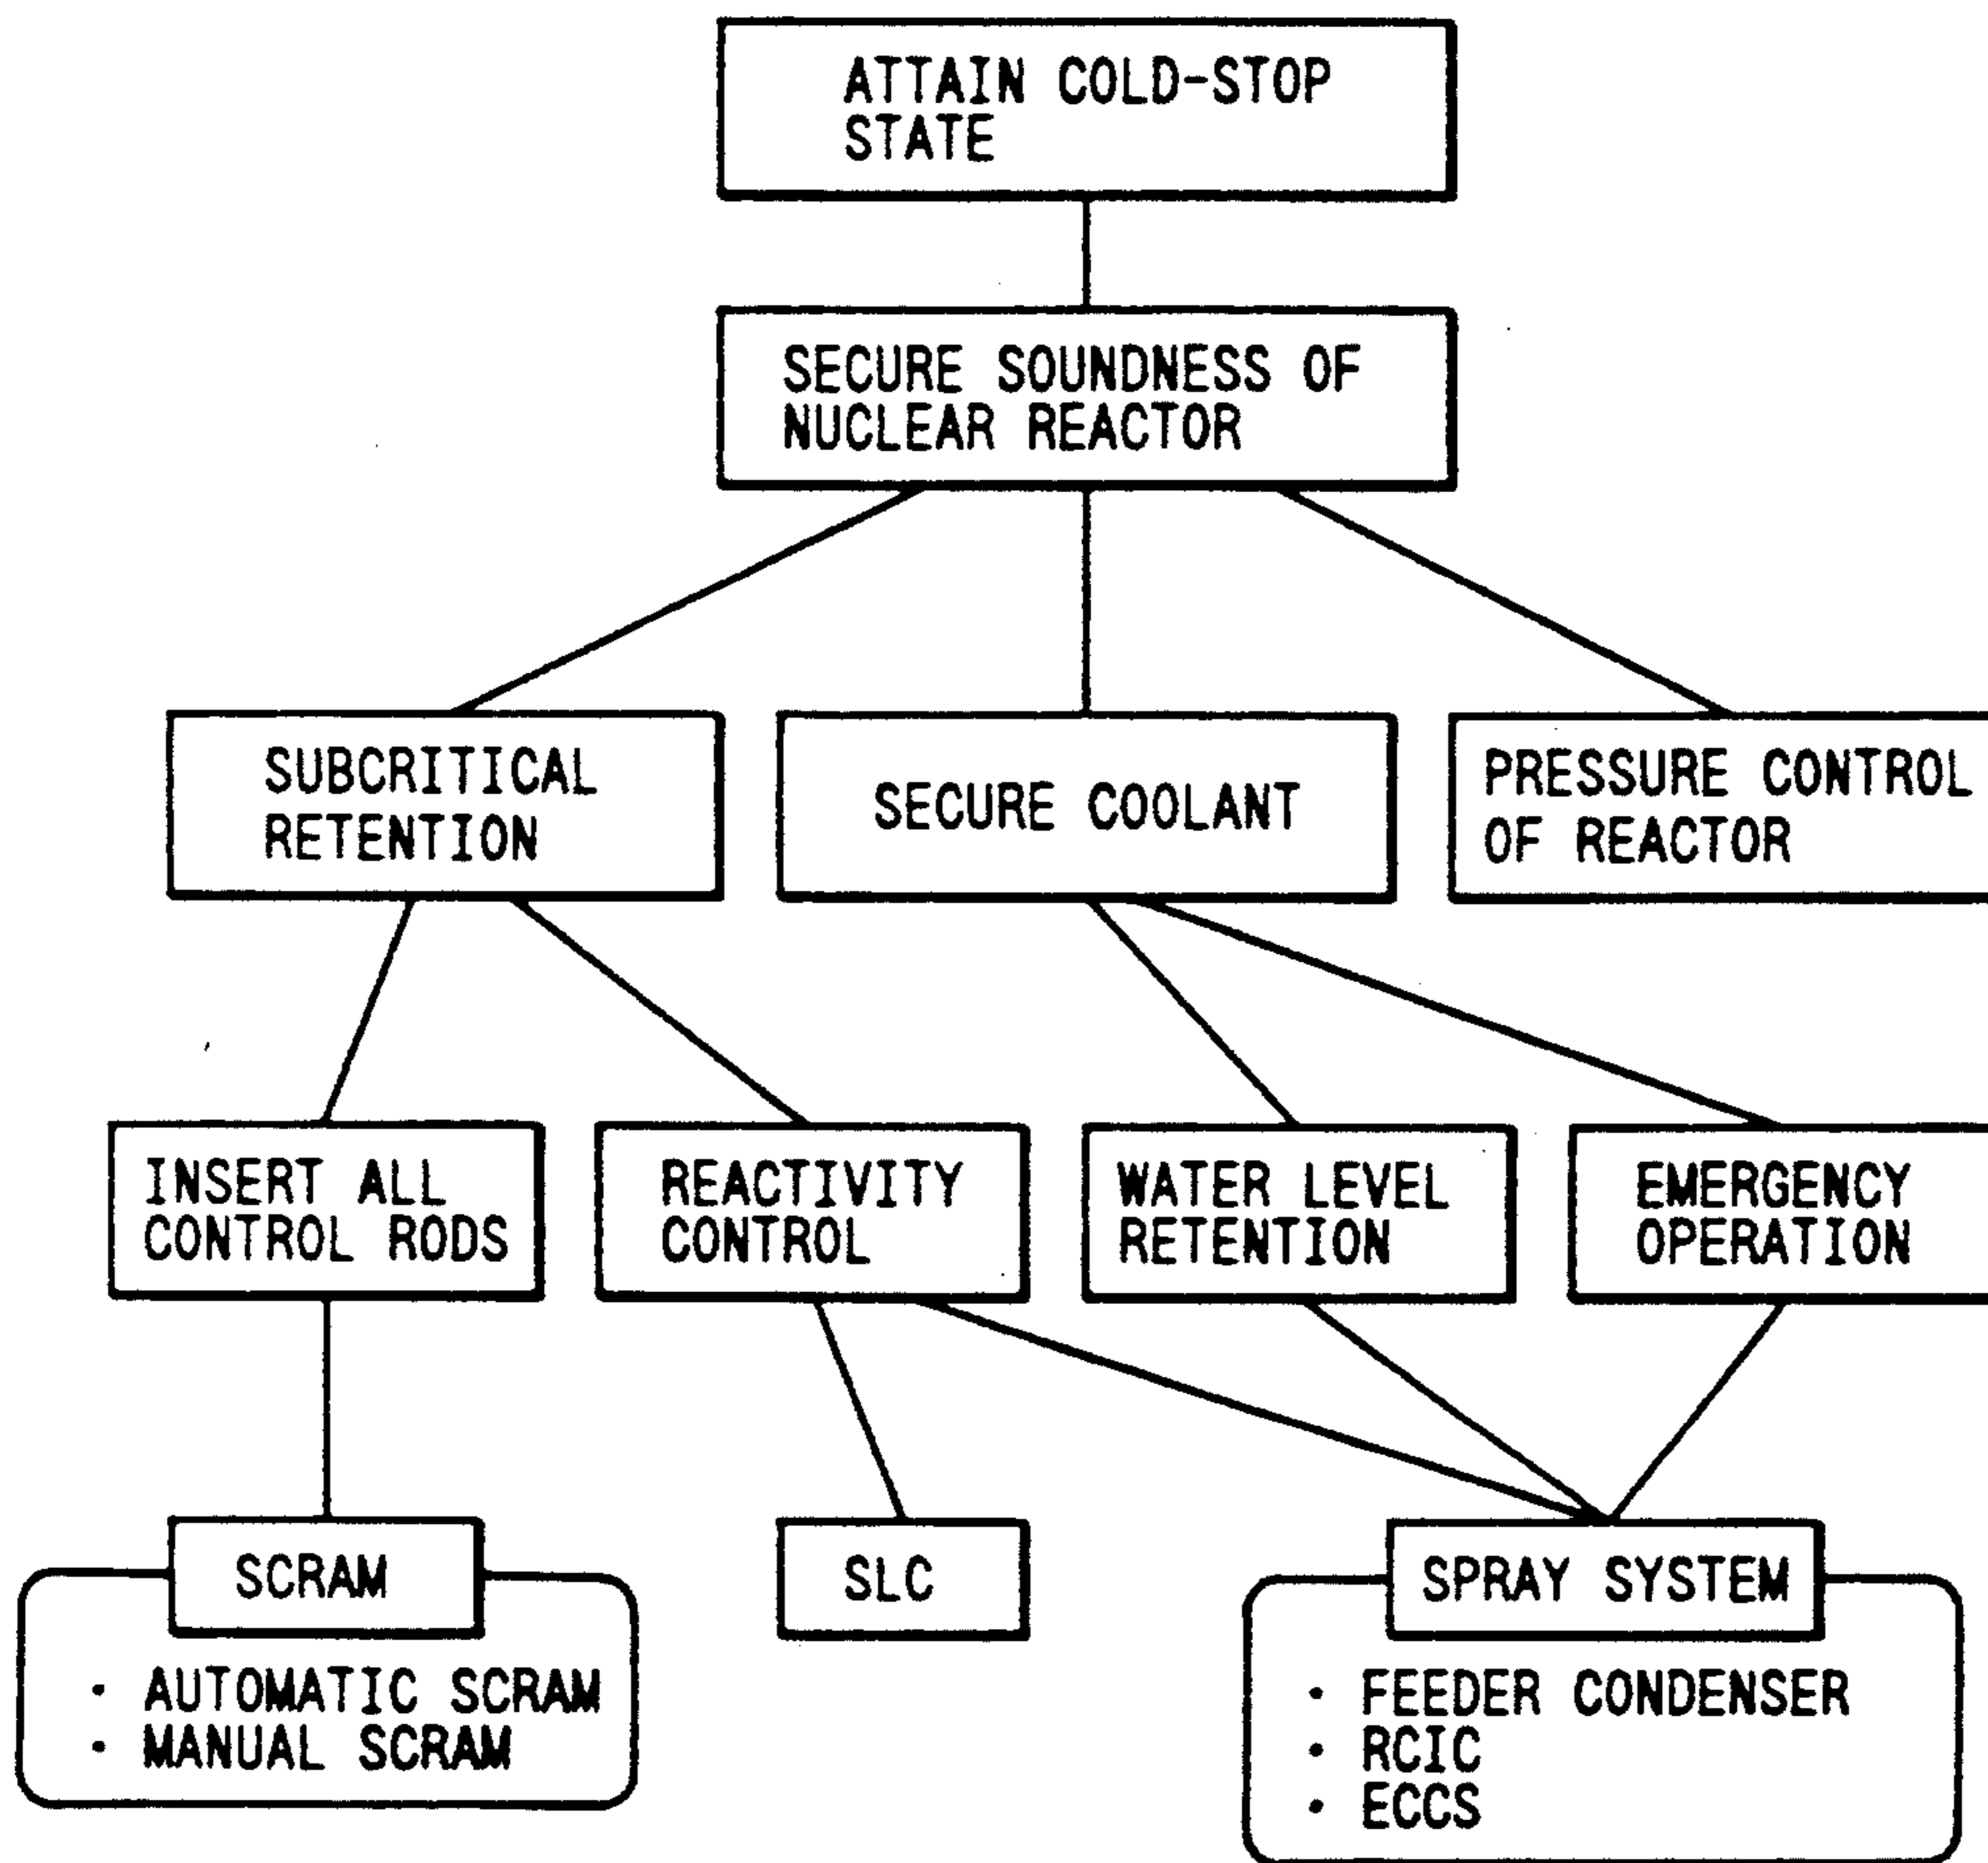 ATTAIN COLD-STOP
STATE
SECURE SOUNDNESS OF
NUCLEAR REACTOR
SUBCRITICAL
RETENTION
SECURE COOLANT
PRESSURE CONTROL
OF REACTOR
INSERT ALL
CONTROL RODS
REACTIVITY
CONTROL
WATER LEVEL
RETENTION
EMERGENCY
OPERATION
SCRAM
· AUTOMATIC SCRAM
· MANUAL SCRAM
SLC
SPRAY SYSTEM
· FEEDER CONDENSER
· RCIC
· ECCS